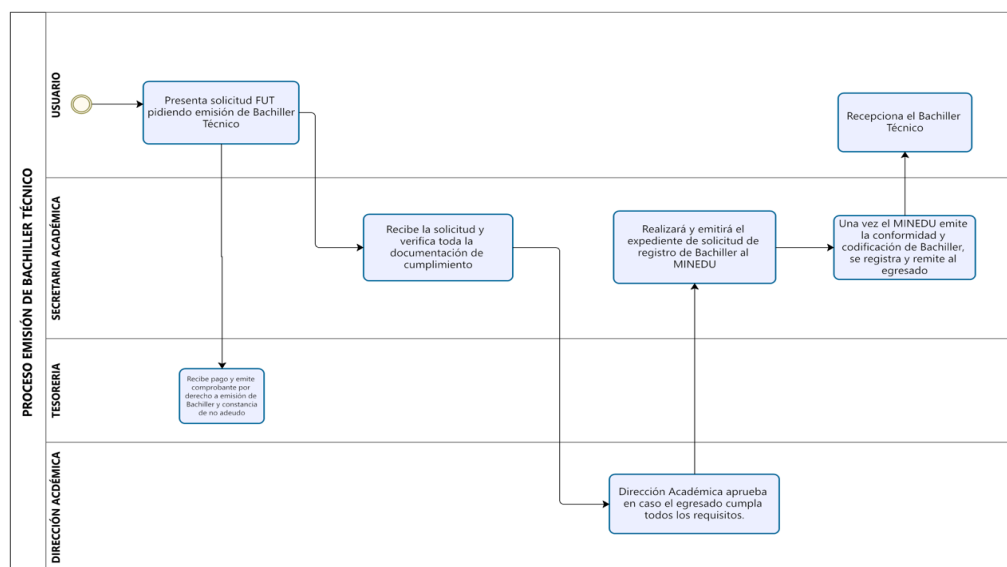 PROCESO EMISIÓN DE BACHILLER TÉCNICO
USUARIO
Presenta solicitud FUT
pidiendo emisión de Bachiller
Técnico
Recepciona el Bachiller
Técnico
SECRETARIA ACADÉMICA
Recibe la solicitud y
verifica toda la
documentación de
cumplimiento
Realizará y emitirá el
expediente de solicitud de
registro de Bachiller al
MINEDU
Una vez el MINEDU emite
la conformidad y
codificación de Bachiller,
se registra y remite al
egresado
TESORERIA
Recibe pago y emite
comprobante por
derecho a emisión de
Bachiller y constancia
de no adeudo
DIRECCIÓN ACDÉMICA
Dirección Académica aprueba
en caso el egresado cumpla
todos los requisitos.